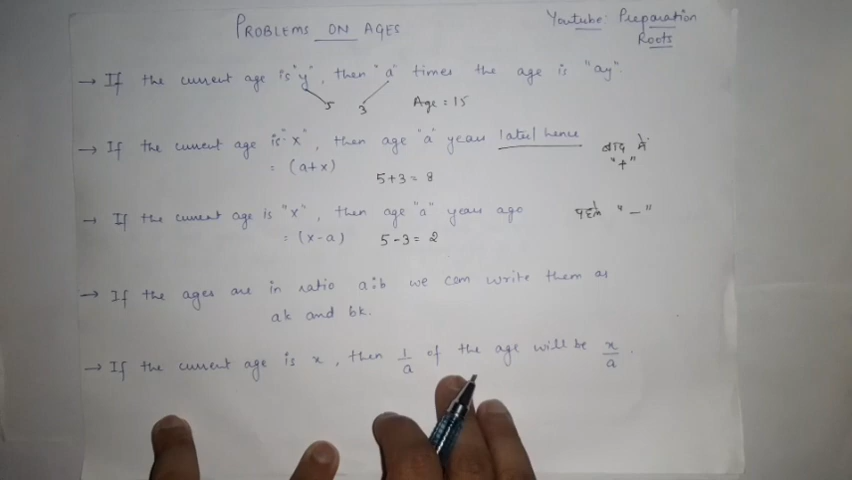 PROBLEMS ON AGES
Youtube: Preparation
Roots
→ If the current age is "y", then "a" times the age is "ay".
5 3 Age = 15
→ If the current age is "x", then age "a" years later/hence
= (a+x)
5+3 = 8
बाद में
"+"
→ If the current age is "x", then age "a" years ago
= (x-a) 5-3 = 2
"-"
→ If the ages are in ratio a:b we can write them as
ak and bk.
→ If the current age is x, then 1/a of the age will be x/a.